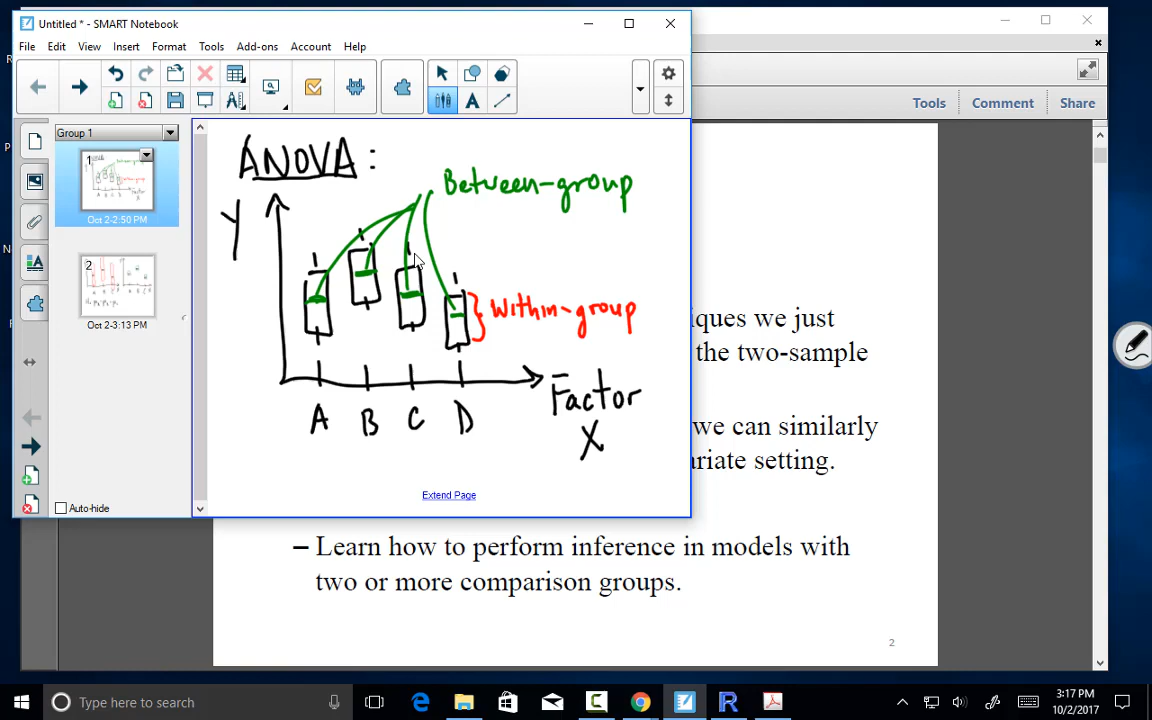 Untitled * - SMART Notebook
File Edit View Insert Format Tools Add-ons Account Help
Group 1
1
Oct 2-2:50 PM
2
Oct 2-3:13 PM
Auto-hide
ANOVA:
Between-group
Y
Within-group
A B C D
Factor
X
Extend Page
Tools Comment Share
iques we just
the two-sample
we can similarly
ariate setting.
– Learn how to perform inference in models with
two or more comparison groups.
2
Type here to search
3:17 PM
10/2/2017